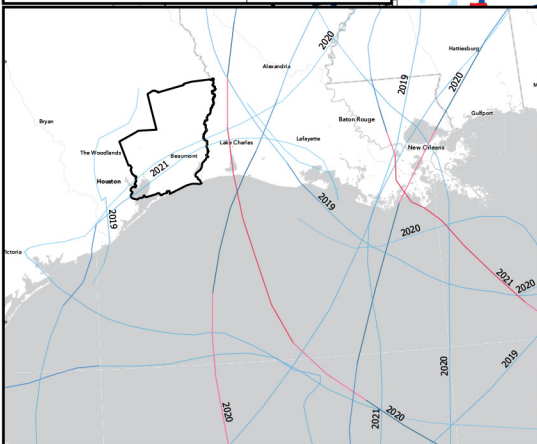 2020
Hattiesburg
Alexandria
2019
2020
Bryan
Baton Rouge
Gulfport
Lake Charles
Lafayette
New Orleans
The Woodlands
Beaumont
2021
Houston
2019
2019
2020
Victoria
2021
2020
2020
2019
2020
2021
2020